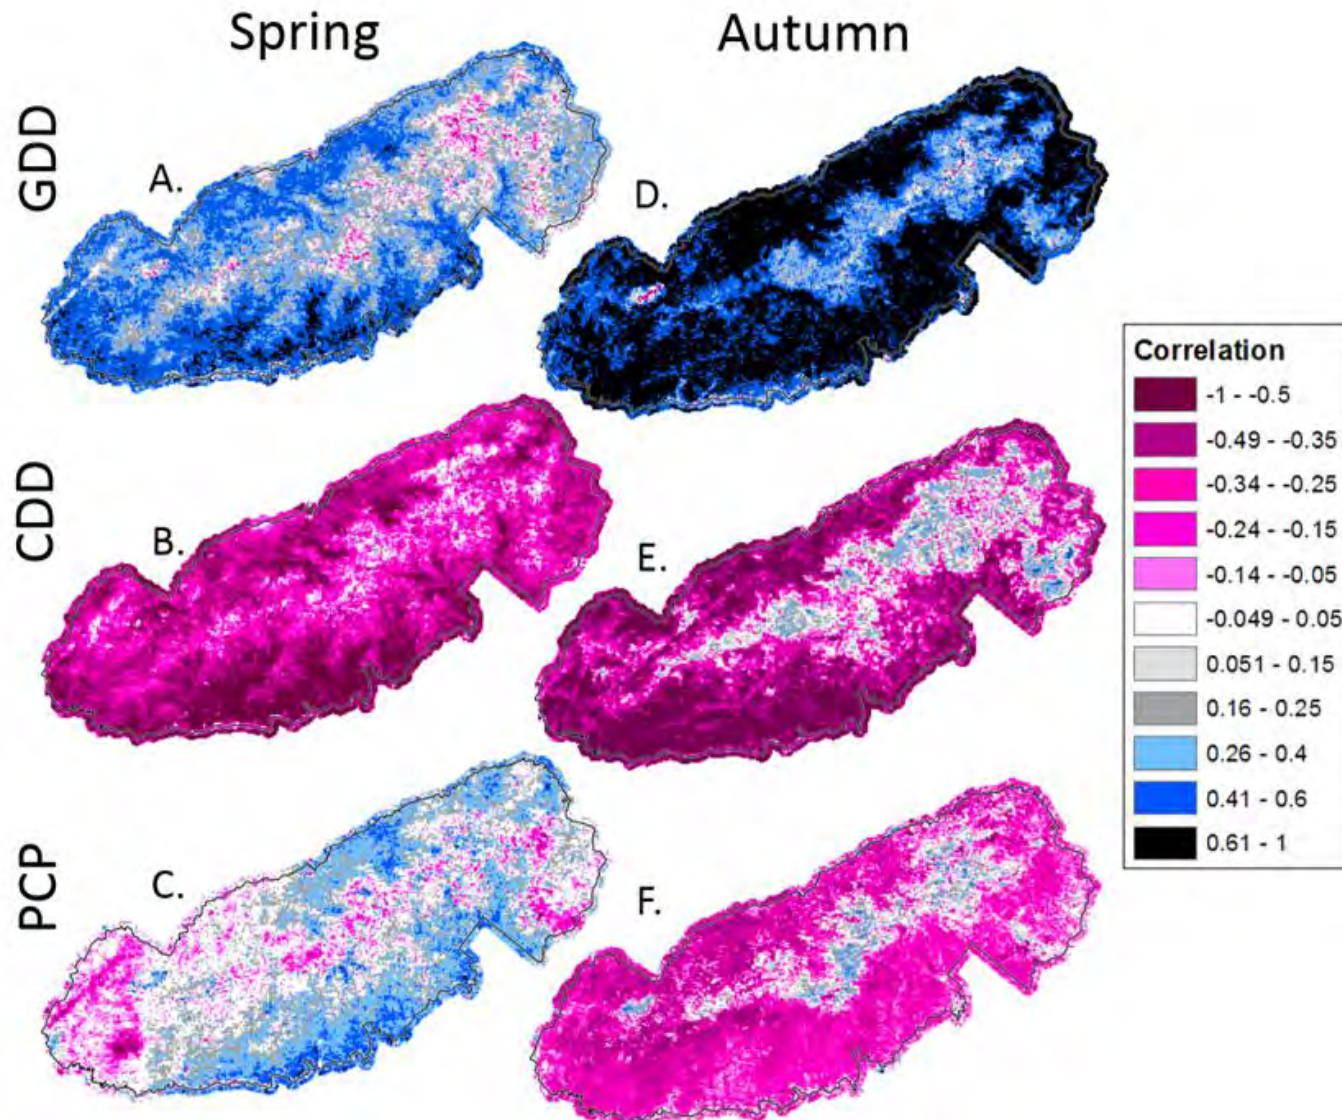 Spring
Autumn
GDD
A.
D.
CDD
B.
E.
PCP
C.
F.
Correlation
-1 - -0.5
-0.49 - -0.35
-0.34 - -0.25
-0.24 - -0.15
-0.14 - -0.05
-0.049 - 0.05
0.051 - 0.15
0.16 - 0.25
0.26 - 0.4
0.41 - 0.6
0.61 - 1